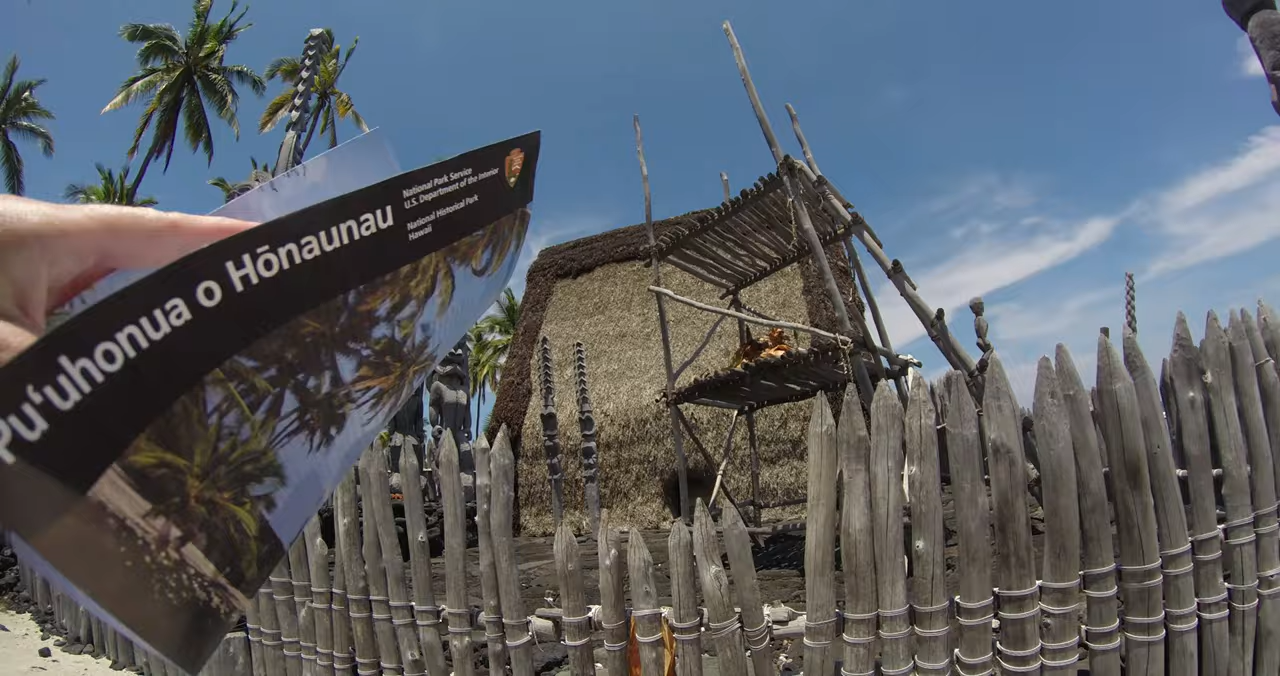 Pu‘uhonua o Hōnaunau
National Park Service
U.S. Department of the Interior
National Historical Park
Hawaii